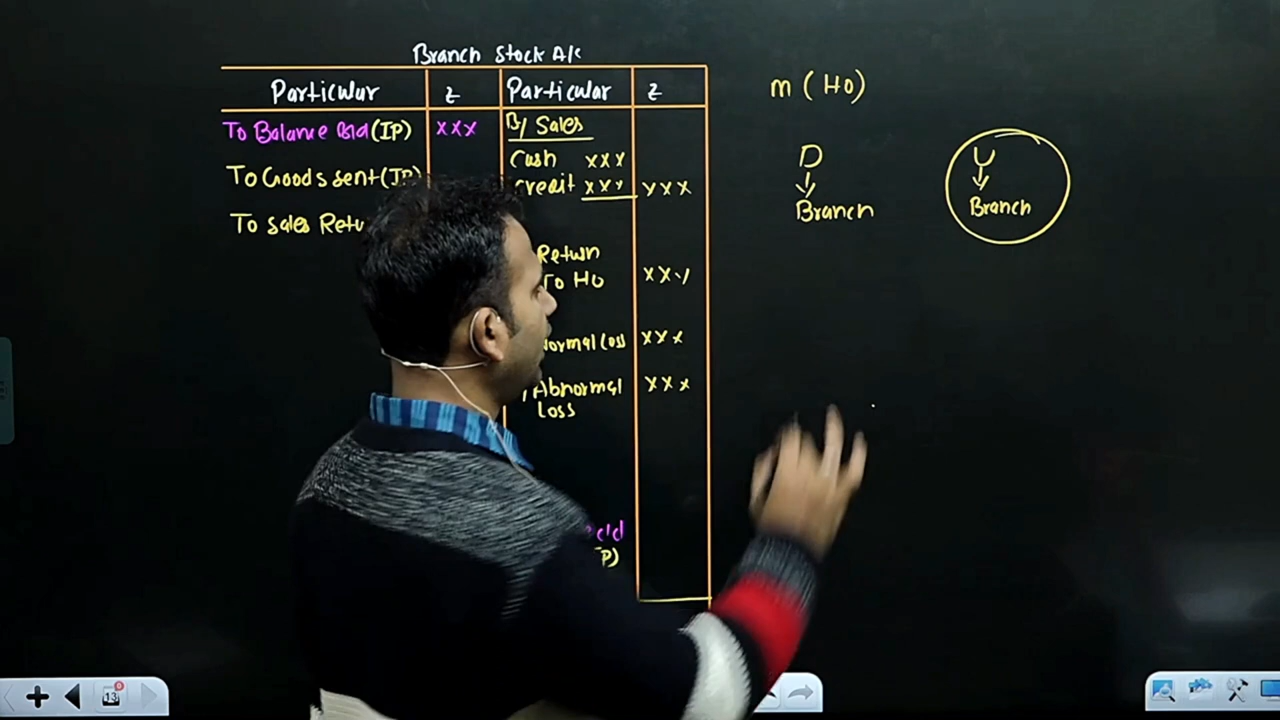 Branch Stock A/c
Particular z Particular z
To Balance B/d (IP) xxx By Sales
Cash xxx
To Goods sent (IP) Credit xxx xxx
To Sales Retu
Return
To HO xxx
Normal Loss xxx
Abnormal xxx
Loss
c/d
P)
m (HO)
D
Branch
U
Branch
13